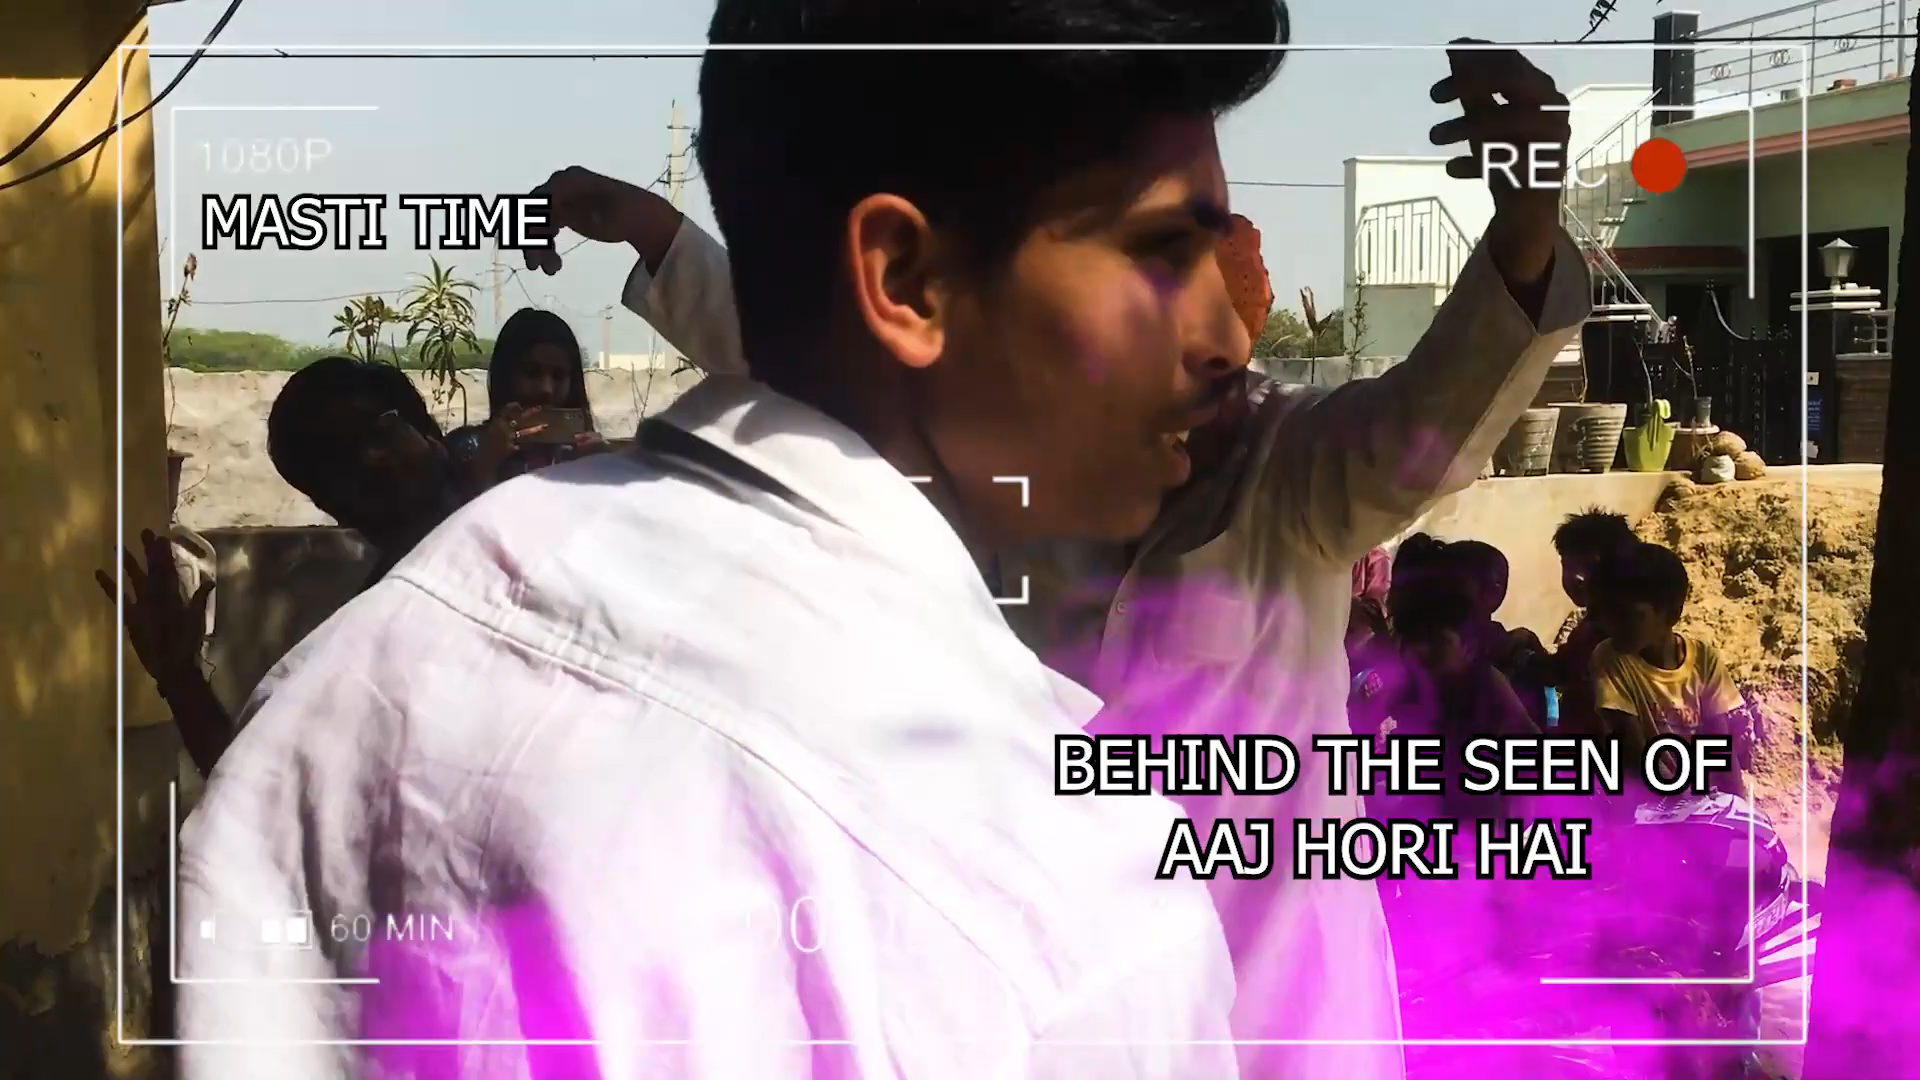 1080P
REC
MASTI TIME
BEHIND THE SEEN OF
AAJ HORI HAI
60 MIN